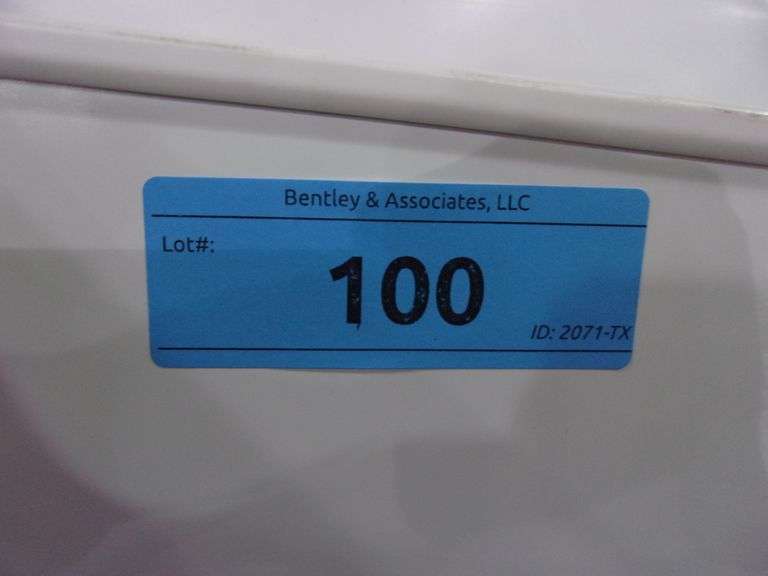 Bentley & Associates, LLC
Lot#:
100
ID: 2071-TX